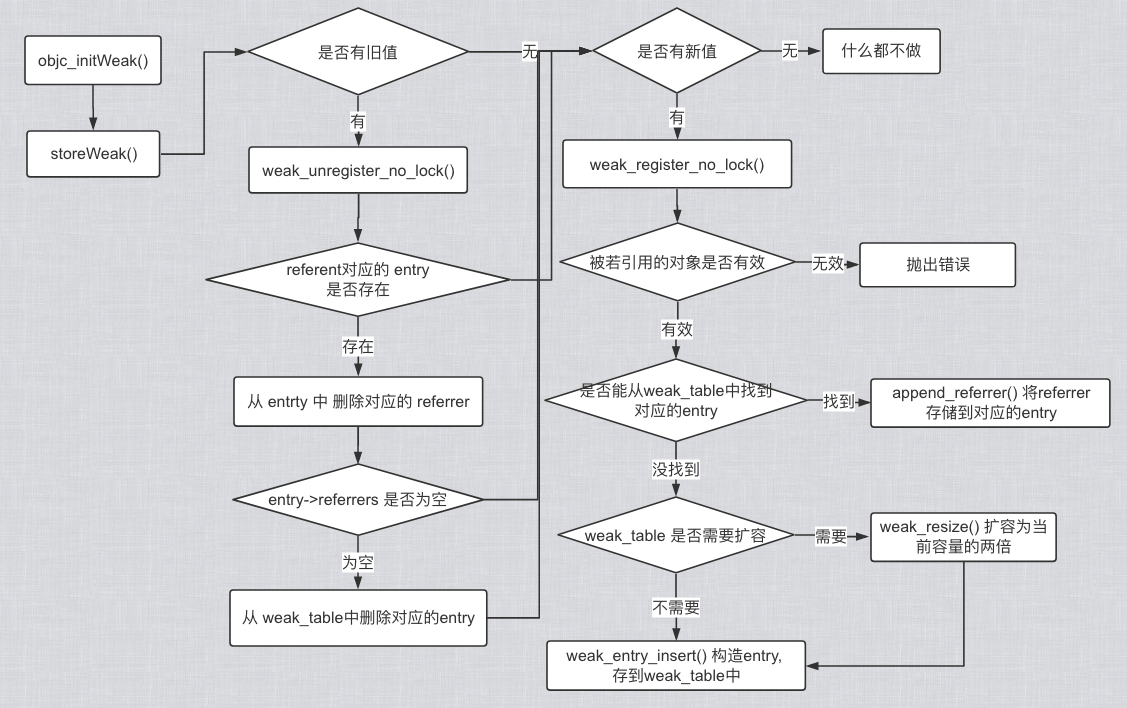 objc_initWeak()
storeWeak()
是否有旧值
无
有
weak_unregister_no_lock()
referent对应的 entry
是否存在
存在
从 entrty 中 删除对应的 referrer
entry->referrers 是否为空
为空
从 weak_table中删除对应的entry
是否有新值
无
什么都不做
有
weak_register_no_lock()
被若引用的对象是否有效
无效
抛出错误
有效
是否能从weak_table中找到
对应的entry
找到
append_referrer() 将referrer
存储到对应的entry
没找到
weak_table 是否需要扩容
需要
weak_resize() 扩容为当
前容量的两倍
不需要
weak_entry_insert() 构造entry,
存到weak_table中